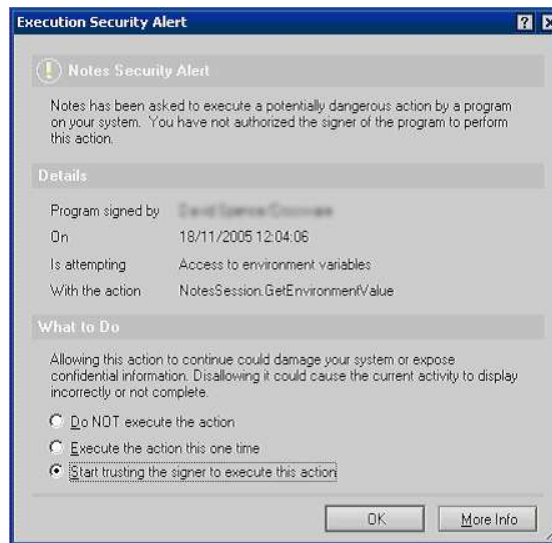 Execution Security Alert
Notes Security Alert
Notes has been asked to execute a potentially dangerous action by a program
on your system. You have not authorized the signer of the program to perform
this action.
Details
Program signed by
On 18/11/2005 12:04:06
Is attempting Access to environment variables
With the action NotesSession.GetEnvironmentValue
What to Do
Allowing this action to continue could damage your system or expose
confidential information. Disallowing it could cause the current activity to display
incorrectly or not complete.
Do NOT execute the action
Execute the action this one time
Start trusting the signer to execute this action
OK More Info